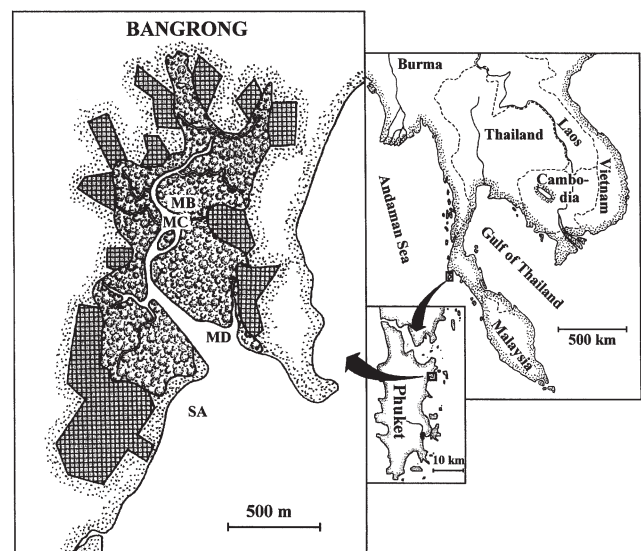 BANGRONG
MB
MC
MD
SA
500 m
Burma
Thailand
Laos
Vietnam
Cambo-
dia
Andaman Sea
Gulf of Thailand
Malaysia
500 km
Phuket
10 km